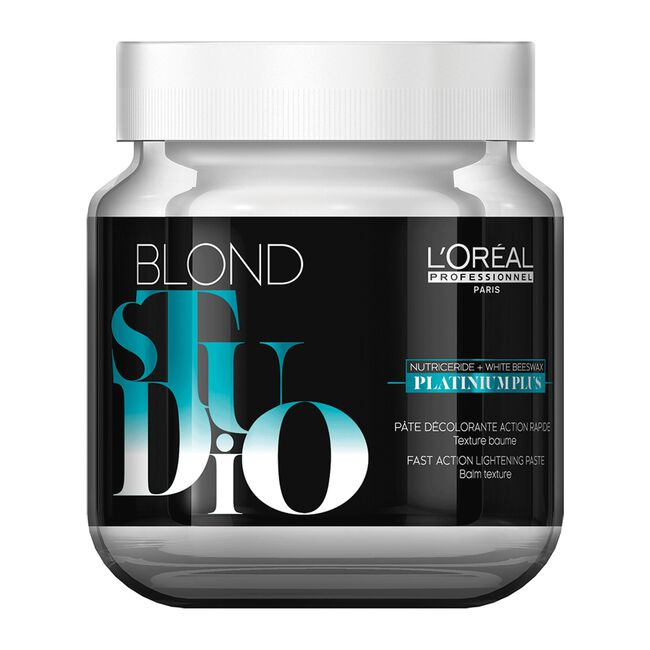 BLOND
STUDiO
L'ORÉAL
PROFESSIONNEL
PARIS
NUTRICERIDE + WHITE BEESWAX
PLATINIUM PLUS
PÂTE DÉCOLORANTE ACTION RAPIDE
Texture baume
FAST ACTION LIGHTENING PASTE
Balm texture